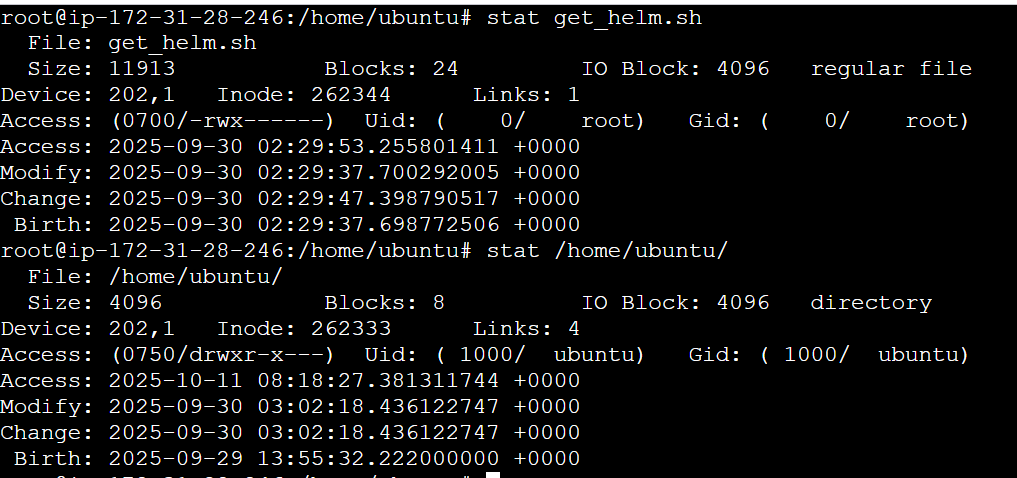 root@ip-172-31-28-246:/home/ubuntu# stat get_helm.sh
  File: get_helm.sh
  Size: 11913           Blocks: 24         IO Block: 4096   regular file
Device: 202,1   Inode: 262344      Links: 1
Access: (0700/-rwx------)  Uid: (    0/    root)   Gid: (    0/    root)
Access: 2025-09-30 02:29:53.255801411 +0000
Modify: 2025-09-30 02:29:37.700292005 +0000
Change: 2025-09-30 02:29:47.398790517 +0000
 Birth: 2025-09-30 02:29:37.698772506 +0000
root@ip-172-31-28-246:/home/ubuntu# stat /home/ubuntu/
  File: /home/ubuntu/
  Size: 4096            Blocks: 8          IO Block: 4096   directory
Device: 202,1   Inode: 262333      Links: 4
Access: (0750/drwxr-x---)  Uid: ( 1000/  ubuntu)   Gid: ( 1000/  ubuntu)
Access: 2025-10-11 08:18:27.381311744 +0000
Modify: 2025-09-30 03:02:18.436122747 +0000
Change: 2025-09-30 03:02:18.436122747 +0000
 Birth: 2025-09-29 13:55:32.222000000 +0000